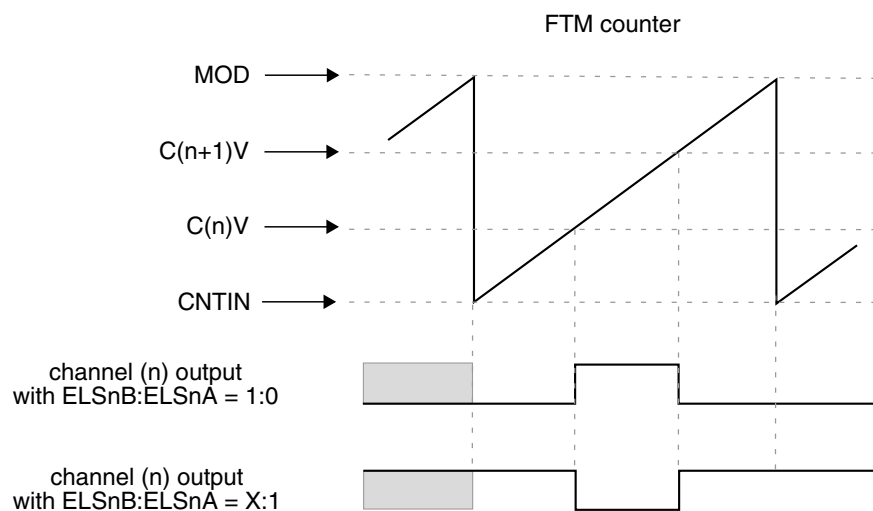 FTM counter
MOD
C(n+1)V
C(n)V
CNTIN
channel (n) output
with ELSnB:ELSnA = 1:0
channel (n) output
with ELSnB:ELSnA = X:1